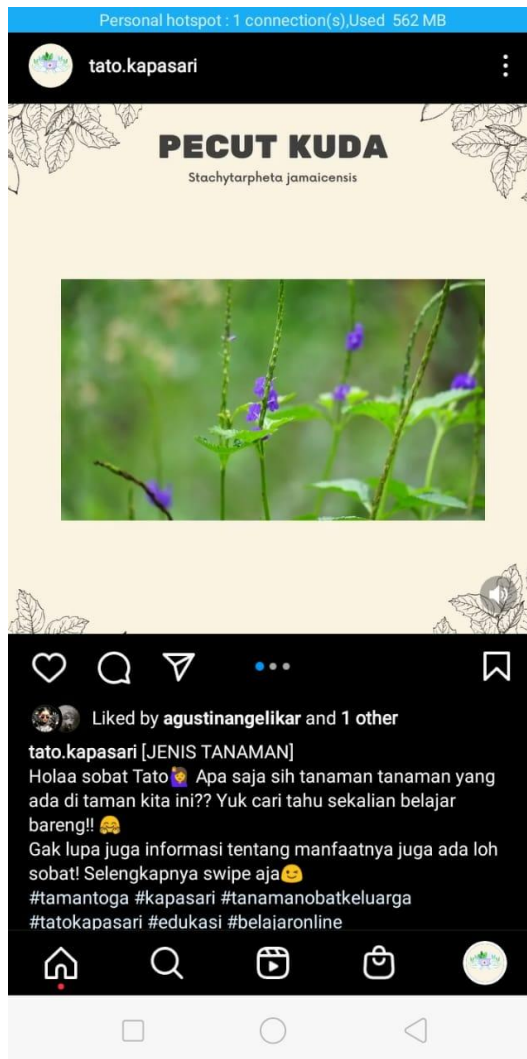 Personal hotspot : 1 connection(s),Used 562 MB
tato.kapasari
PECUT KUDA
Stachytarpheta jamaicensis
Liked by agustinangelikar and 1 other
tato.kapasari [JENIS TANAMAN]
Holaa sobat Tato🙋‍♀️ Apa saja sih tanaman tanaman yang
ada di taman kita ini?? Yuk cari tahu sekalian belajar
bareng!! 🤗
Gak lupa juga informasi tentang manfaatnya juga ada loh
sobat! Selengkapnya swipe aja😉
#tamantoga #kapasari #tanamanobatkeluarga
#tatokapasari #edukasi #belajaronline